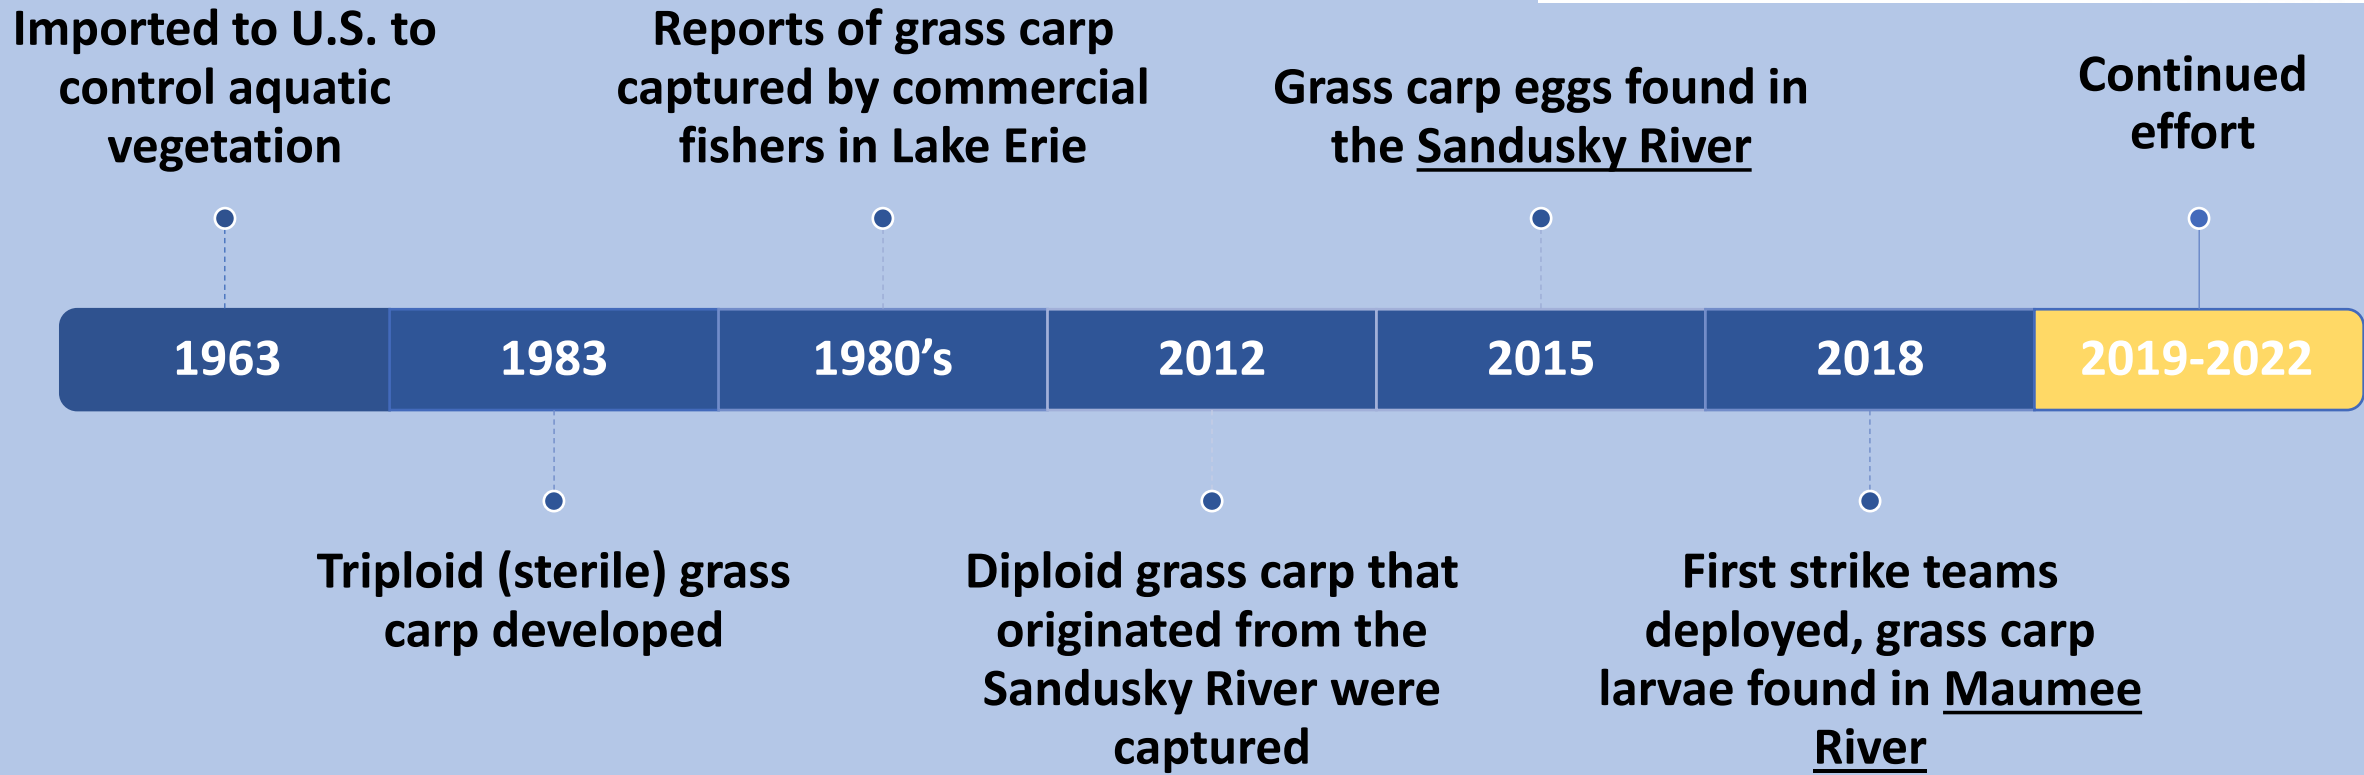 Imported to U.S. to
control aquatic
vegetation
Reports of grass carp
captured by commercial
fishers in Lake Erie
Grass carp eggs found in
the Sandusky River
Continued
effort
1963
1983
1980’s
2012
2015
2018
2019-2022
Triploid (sterile) grass
carp developed
Diploid grass carp that
originated from the
Sandusky River were
captured
First strike teams
deployed, grass carp
larvae found in Maumee
River